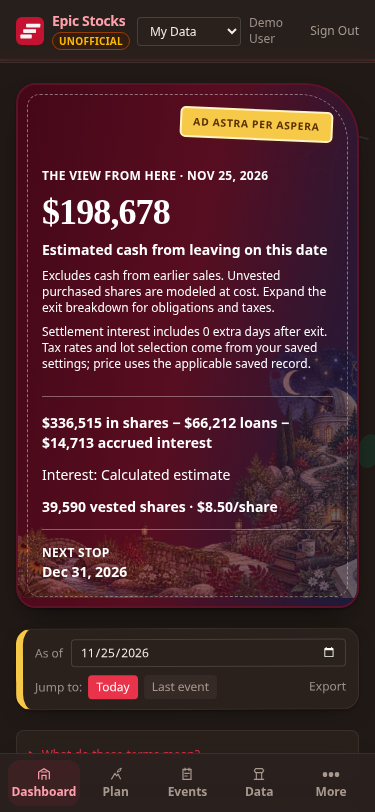 Epic Stocks
UNOFFICIAL
My Data
Demo
User
Sign Out
AD ASTRA PER ASPERA
THE VIEW FROM HERE · NOV 25, 2026
$198,678
Estimated cash from leaving on this date
Excludes cash from earlier sales. Unvested
purchased shares are modeled at cost. Expand the
exit breakdown for obligations and taxes.
Settlement interest includes 0 extra days after exit.
Tax rates and lot selection come from your saved
settings; price uses the applicable saved record.
$336,515 in shares − $66,212 loans −
$14,713 accrued interest
Interest: Calculated estimate
39,590 vested shares · $8.50/share
NEXT STOP
Dec 31, 2026
As of
11/25/2026
Jump to:
Today
Last event
Export
What do these terms mean?
Dashboard
Plan
Events
Data
More